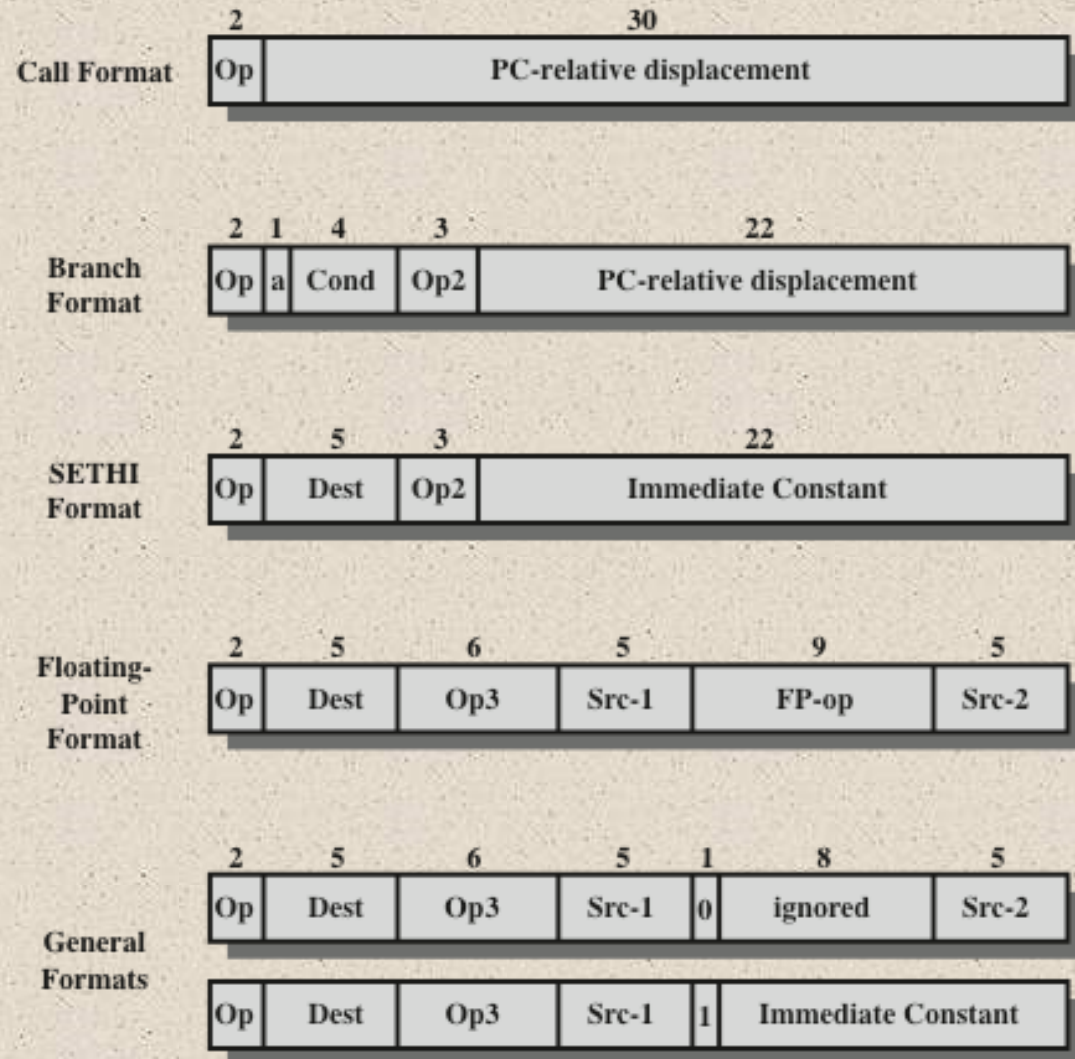 2 30
Call Format Op PC-relative displacement
2 1 4 3 22
Branch
Format
Op a Cond Op2 PC-relative displacement
2 5 3 22
SETHI
Format
Op Dest Op2 Immediate Constant
2 5 6 5 9 5
Floating-
Point
Format
Op Dest Op3 Src-1 FP-op Src-2
2 5 6 5 1 8 5
Op Dest Op3 Src-1 0 ignored Src-2
General
Formats
Op Dest Op3 Src-1 1 Immediate Constant